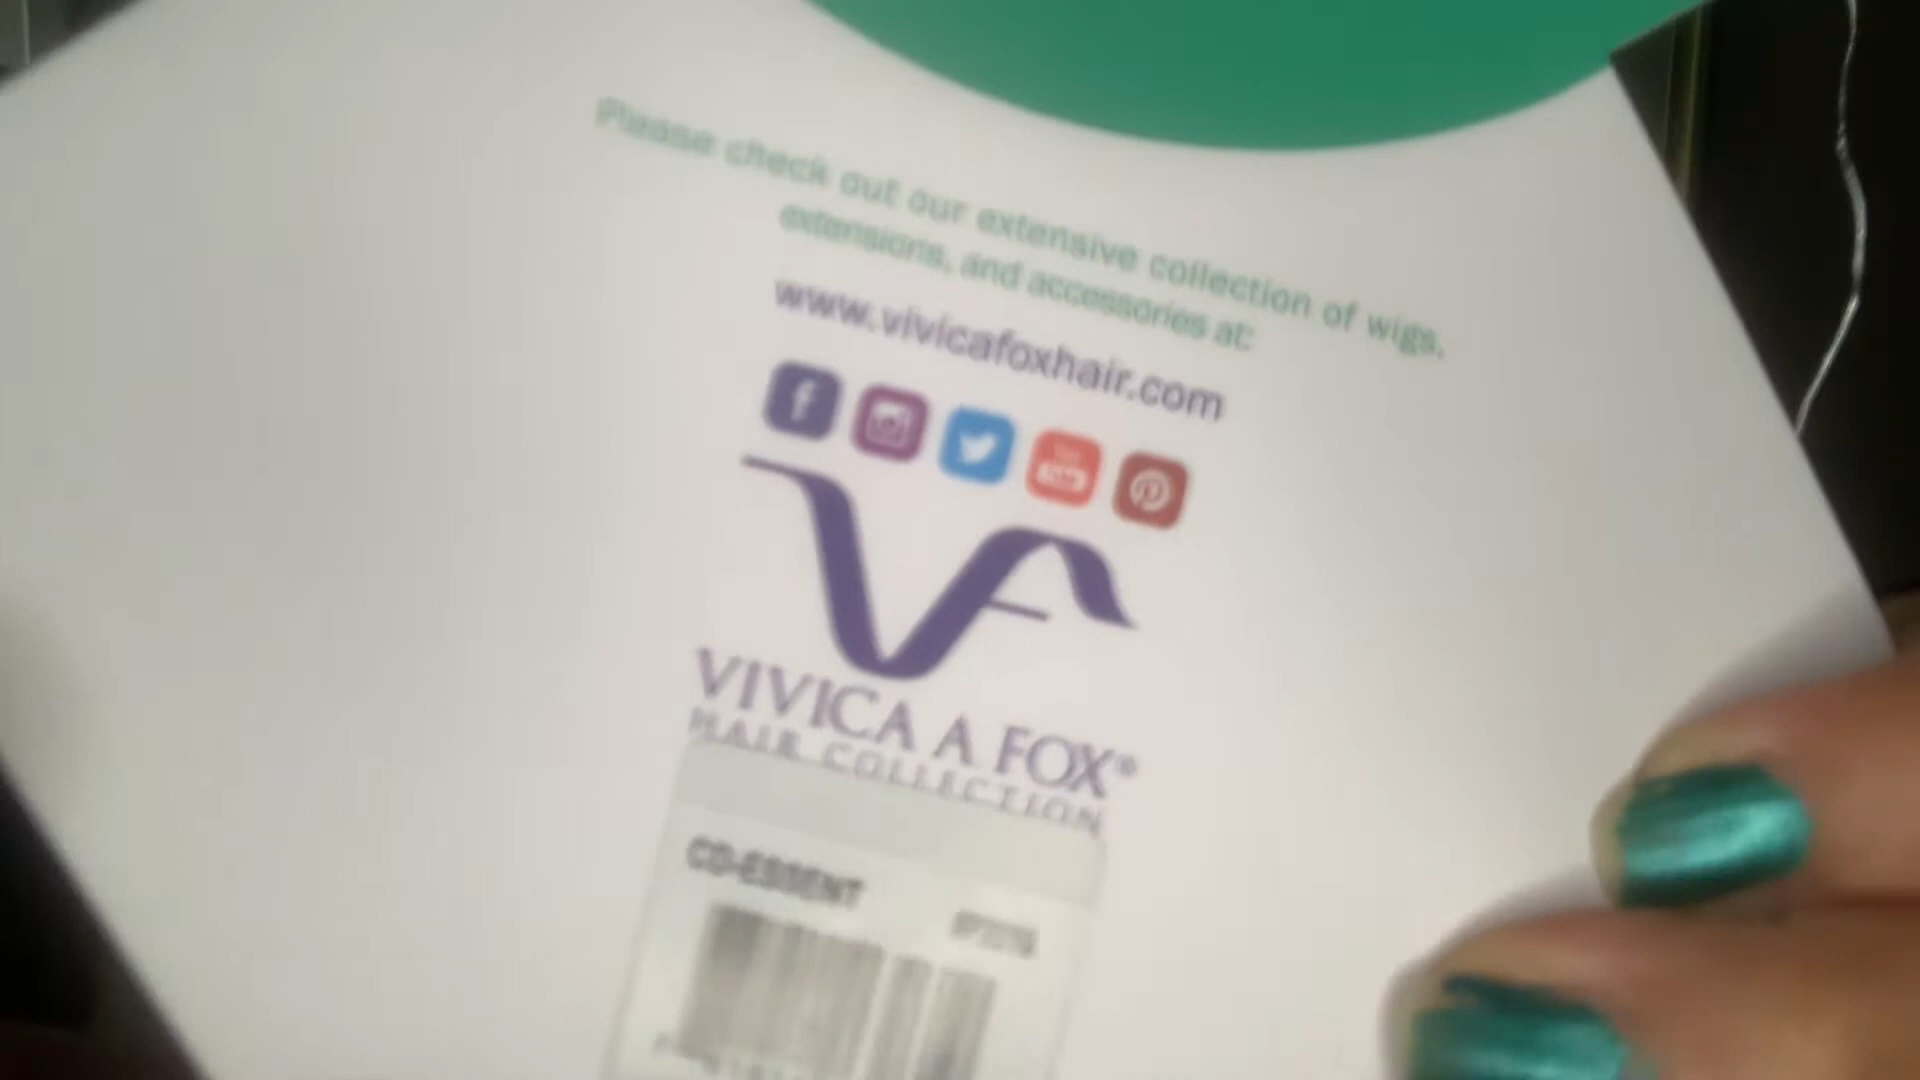 Please check out our extensive collection of wigs,
extensions, and accessories at:
www.vivicafoxhair.com
VIVICA A FOX®
HAIR COLLECTION
CD-ESSENT